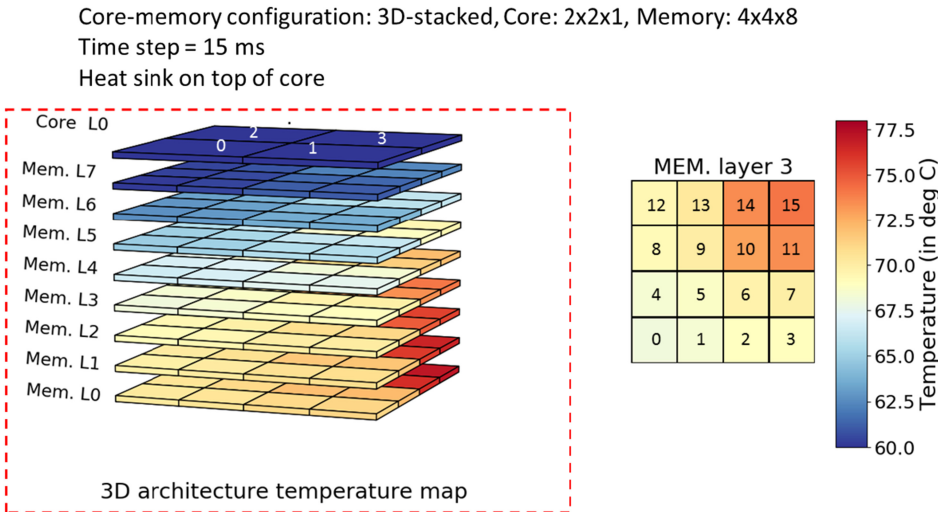 Core-memory configuration: 3D-stacked, Core: 2x2x1, Memory: 4x4x8
Time step = 15 ms
Heat sink on top of core
Core L0
2
3
0
1
Mem. L7
Mem. L6
Mem. L5
Mem. L4
Mem. L3
Mem. L2
Mem. L1
Mem. L0
3D architecture temperature map
MEM. layer 3
12 13 14 15
8 9 10 11
4 5 6 7
0 1 2 3
77.5
75.0
72.5
70.0
67.5
65.0
62.5
60.0
Temperature (in deg C)